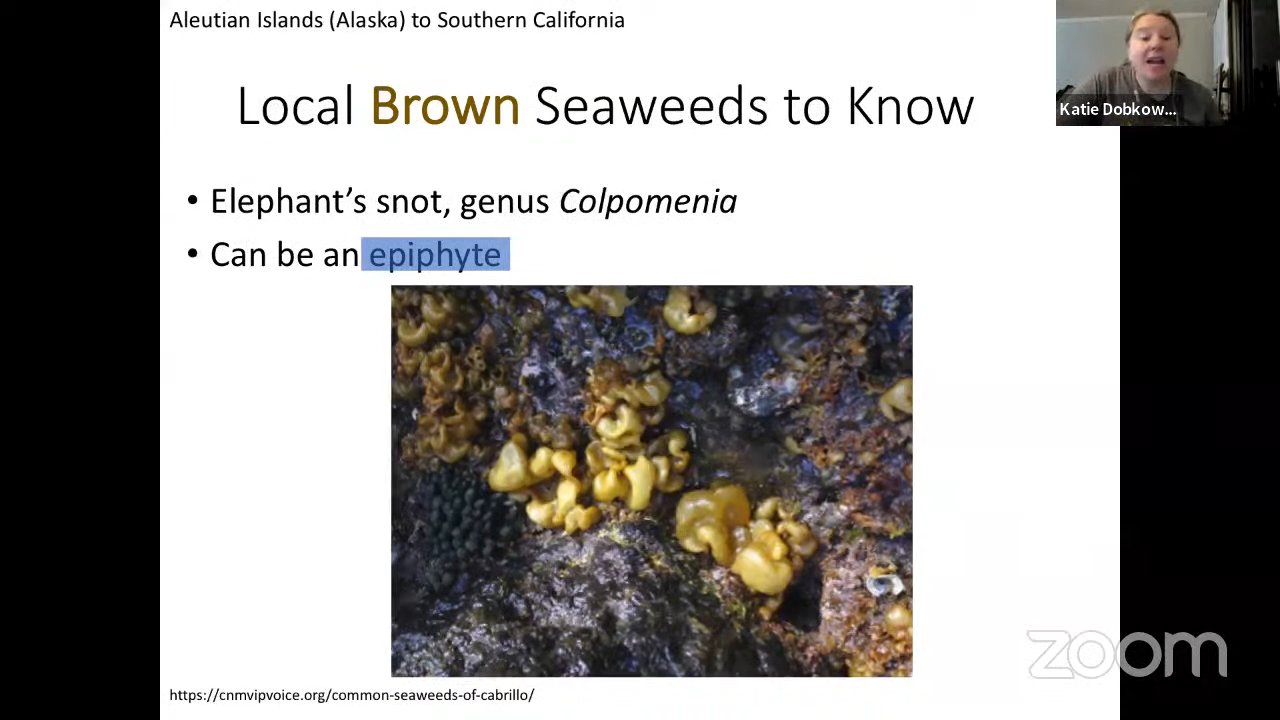 Aleutian Islands (Alaska) to Southern California
Katie Dobkow...
Local Brown Seaweeds to Know
• Elephant’s snot, genus Colpomenia
• Can be an epiphyte
zoom
https://cnmvipvoice.org/common-seaweeds-of-cabrillo/